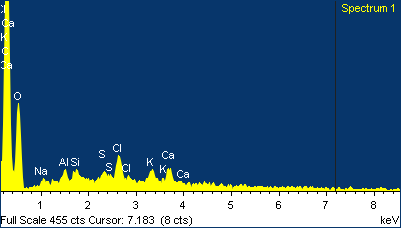 Spectrum 1
Cl
Ca
K
C
Ca
O
Na
Al Si
S
S
Cl
Cl
K
K
Ca
Ca
1 2 3 4 5 6 7 8
Full Scale 455 cts Cursor: 7.183 (8 cts) keV